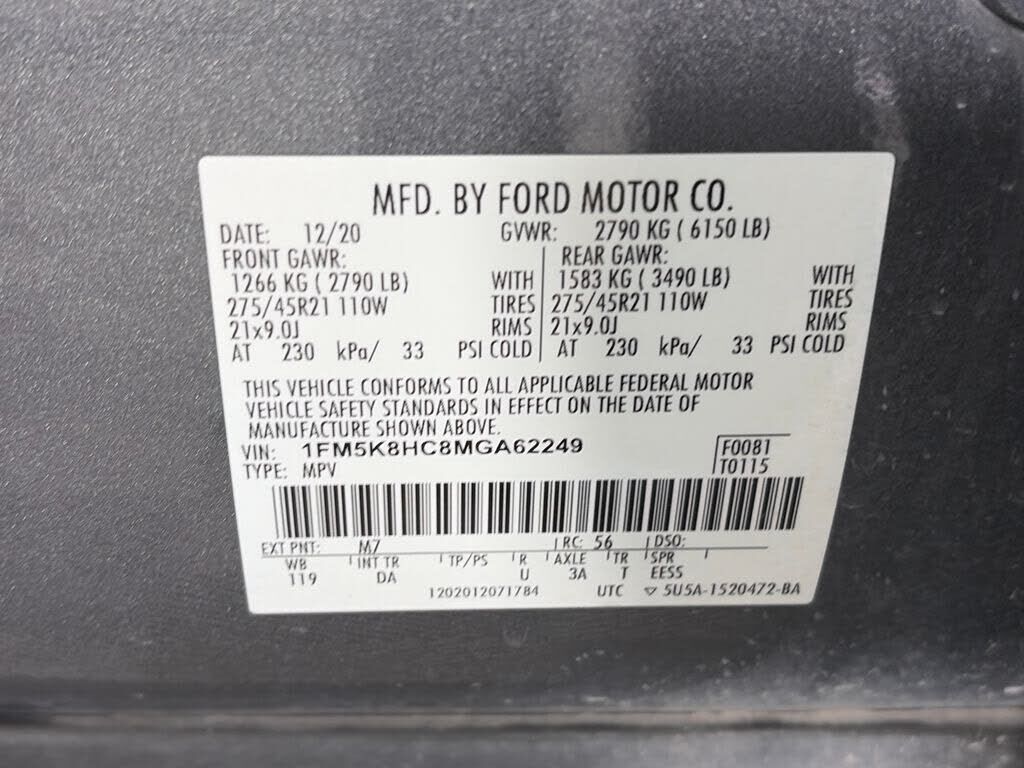 MFD. BY FORD MOTOR CO.
DATE: 12/20 GVWR: 2790 KG ( 6150 LB)
FRONT GAWR: REAR GAWR:
1266 KG ( 2790 LB) WITH 1583 KG ( 3490 LB) WITH
275/45R21 110W TIRES 275/45R21 110W TIRES
21x9.0J RIMS 21x9.0J RIMS
AT 230 kPa/ 33 PSI COLD AT 230 kPa/ 33 PSI COLD
THIS VEHICLE CONFORMS TO ALL APPLICABLE FEDERAL MOTOR
VEHICLE SAFETY STANDARDS IN EFFECT ON THE DATE OF
MANUFACTURE SHOWN ABOVE.
VIN: 1FM5K8HC8MGA62249 F0081
TYPE: MPV T0115
EXT PNT: M7 RC: 56 DSO:
WB INT TR TP/PS R AXLE TR SPR
119 DA U 3A T EESS
1202012071784 UTC ▽ 5U5A-1520472-BA